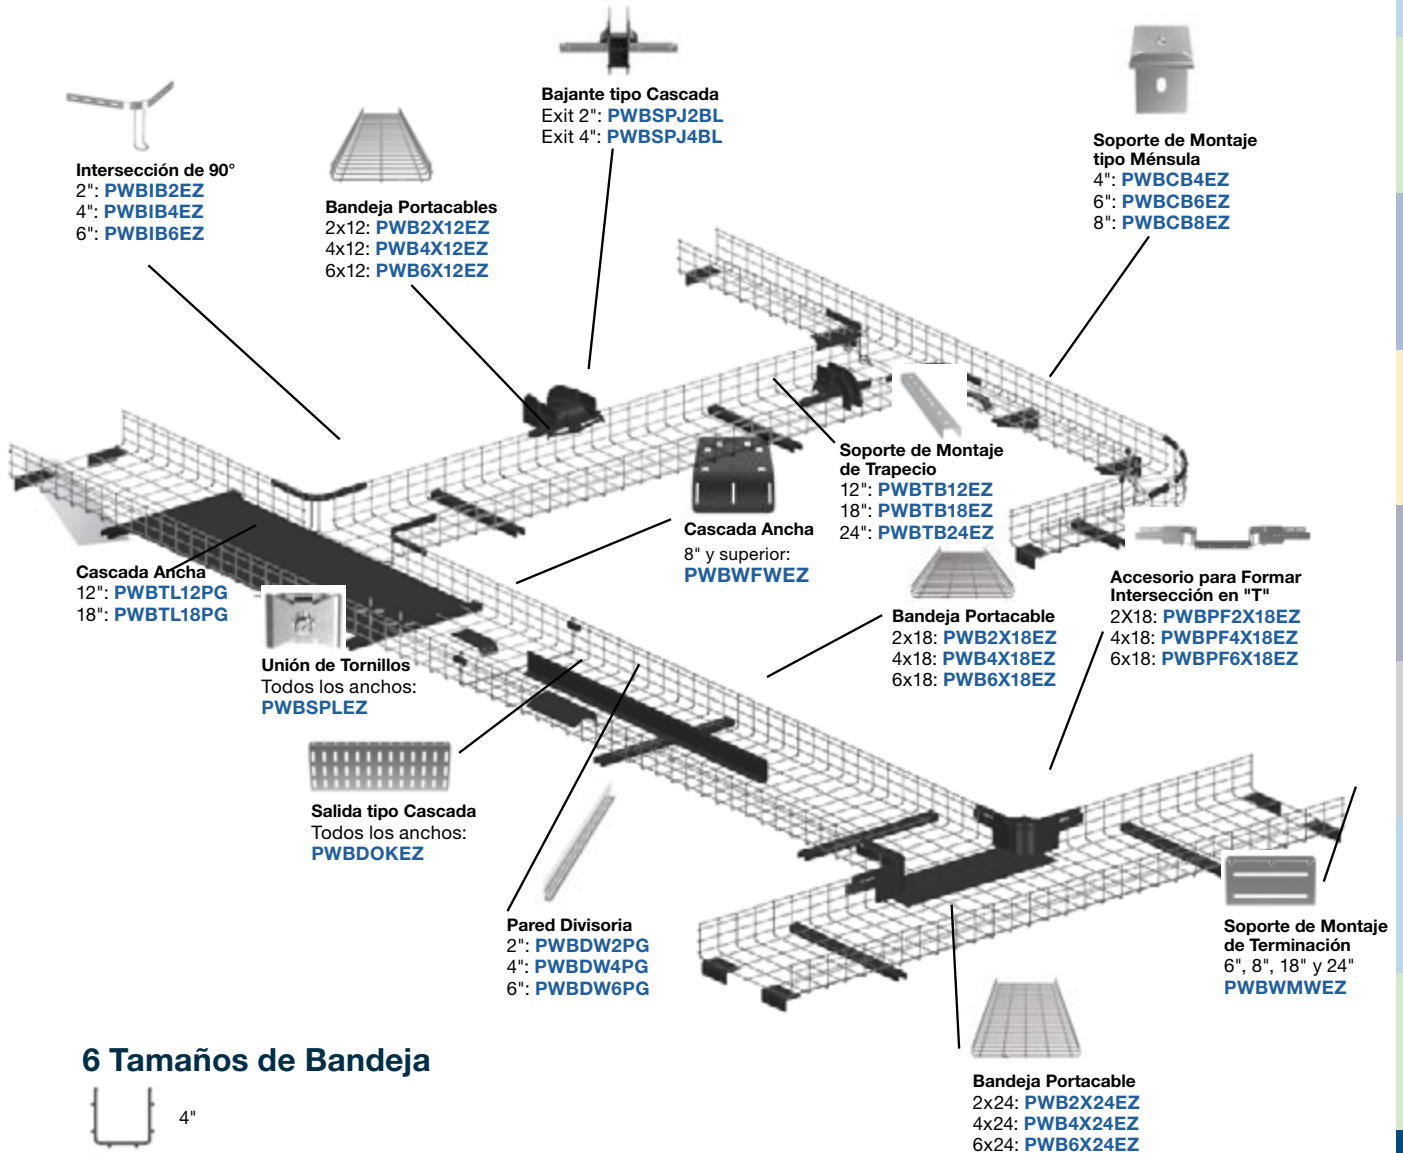 Bajante tipo Cascada
Exit 2": PWBSPJ2BL
Exit 4": PWBSPJ4BL
Soporte de Montaje
tipo Ménsula
4": PWBCB4EZ
6": PWBCB6EZ
8": PWBCB8EZ
Intersección de 90°
2": PWBIB2EZ
4": PWBIB4EZ
6": PWBIB6EZ
Bandeja Portacables
2x12: PWB2X12EZ
4x12: PWB4X12EZ
6x12: PWB6X12EZ
Soporte de Montaje
de Trapecio
12": PWBTB12EZ
18": PWBTB18EZ
24": PWBTB24EZ
Cascada Ancha
8" y superior:
PWBWFWEZ
Cascada Ancha
12": PWBTL12PG
18": PWBTL18PG
Accesorio para Formar
Intersección en "T"
2X18: PWBPF2X18EZ
4x18: PWBPF4X18EZ
6x18: PWBPF6X18EZ
Bandeja Portacable
2x18: PWB2X18EZ
4x18: PWB4X18EZ
6x18: PWB6X18EZ
Unión de Tornillos
Todos los anchos:
PWBSPLEZ
Salida tipo Cascada
Todos los anchos:
PWBDOKEZ
Pared Divisoria
2": PWBDW2PG
4": PWBDW4PG
6": PWBDW6PG
Soporte de Montaje
de Terminación
6", 8", 18" y 24"
PWBWMWEZ
6 Tamaños de Bandeja
4"
Bandeja Portacable
2x24: PWB2X24EZ
4x24: PWB4X24EZ
6x24: PWB6X24EZ